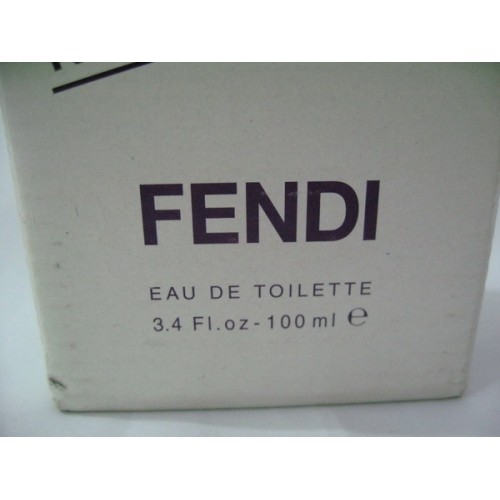 FENDI
EAU DE TOILETTE
3.4 Fl.oz - 100 ml ℮